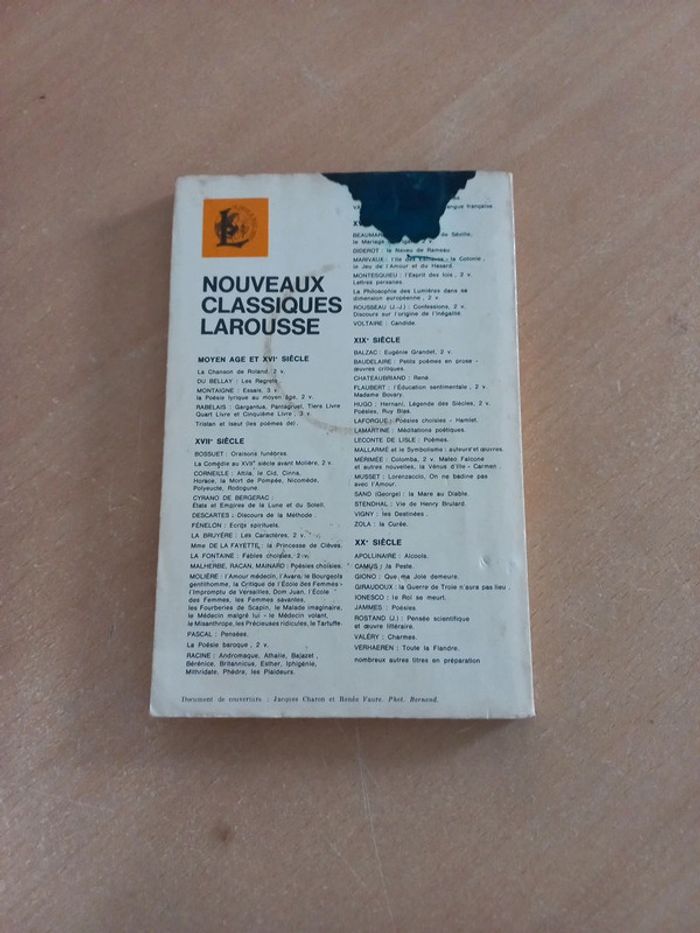 NOUVEAUX
CLASSIQUES
LAROUSSE
MOYEN AGE ET XVIe SIÈCLE
La Chanson de Roland, 2 v.
DU BELLAY : Les Regrets
MONTAIGNE : Essais, 3 v.
la Poésie lyrique au moyen âge, 2 v.
RABELAIS : Gargantua, Pantagruel, Tiers Livre
Quart Livre et Cinquième Livre , 3 v.
Tristan et Iseut (les poèmes de).
XVIIe SIÈCLE
BOSSUET : Oraisons funèbres.
La Comédie au XVIIe siècle avant Molière, 2 v.
CORNEILLE : Attila, le Cid, Cinna,
Horace, la Mort de Pompée, Nicomède,
Polyeucte, Rodogune.
CYRANO DE BERGERAC :
États et Empires de la Lune et du Soleil.
DESCARTES : Discours de la Méthode .
FÉNELON : Écrits spirituels.
LA BRUYÈRE : Les Caractères, 2 v.
Mme DE LA FAYETTE : la Princesse de Clèves.
LA FONTAINE : Fables choisies, 2 v.
MALHERBE, RACAN, MAINARD : Poésies choisies.
MOLIÈRE : l'Amour médecin, l'Avare, le Bourgeois
gentilhomme, la Critique de l'École des Femmes -
l'Impromptu de Versailles, Dom Juan, l'École
des Femmes, les Femmes savantes,
les Fourberies de Scapin, le Malade imaginaire,
le Médecin malgré lui - le Médecin volant,
le Misanthrope, les Précieuses ridicules, le Tartuffe.
PASCAL : Pensées.
La Poésie baroque , 2 v.
RACINE : Andromaque, Athalie, Bajazet ,
Bérénice, Britannicus, Esther, Iphigénie,
Mithridate, Phèdre, les Plaideurs.
langue française
BEAUMAR de Séville,
le Mariage 2 v.
DIDEROT : le Neveu de Rameau.
MARIVAUX : l'Ile des Esclaves - la Colonie ,
le Jeu de l'Amour et du Hasard.
MONTESQUIEU : l'Esprit des lois , 2 v.
Lettres persanes.
La Philosophie des Lumières dans sa
dimension européenne , 2 v.
ROUSSEAU (J.-J.) : Confessions, 2 v.
Discours sur l'origine de l'inégalité.
VOLTAIRE : Candide.
XIXe SIÈCLE
BALZAC : Eugénie Grandet, 2 v.
BAUDELAIRE : Petits poèmes en prose -
œuvres critiques.
CHATEAUBRIAND : René
FLAUBERT : l'Éducation sentimentale , 2 v.
Madame Bovary.
HUGO : Hernani, Légende des Siècles, 2 v.
Poésies, Ruy Blas.
LAFORGUE : Poésies choisies - Hamlet.
LAMARTINE : Méditations poétiques.
LECONTE DE LISLE : Poèmes.
MALLARMÉ et le Symbolisme : auteurs et œuvres.
MÉRIMÉE : Colomba, 2 v. Mateo Falcone
et autres nouvelles, la Vénus d'Ille - Carmen .
MUSSET : Lorenzaccio, On ne badine pas
avec l'Amour.
SAND (George) : la Mare au Diable.
STENDHAL : Vie de Henry Brulard.
VIGNY : les Destinées .
ZOLA : la Curée.
XXe SIÈCLE
APOLLINAIRE : Alcools.
CAMUS : la Peste.
GIONO : Que ma Joie demeure.
GIRAUDOUX : la Guerre de Troie n'aura pas lieu .
IONESCO : le Roi se meurt.
JAMMES : Poésies.
ROSTAND (J.) : Pensée scientifique
et œuvre littéraire.
VALÉRY : Charmes.
VERHAEREN : Toute la Flandre.
nombreux autres titres en préparation
Document de couverture : Jacques Charon et Renée Faure. Phot. Bernand.